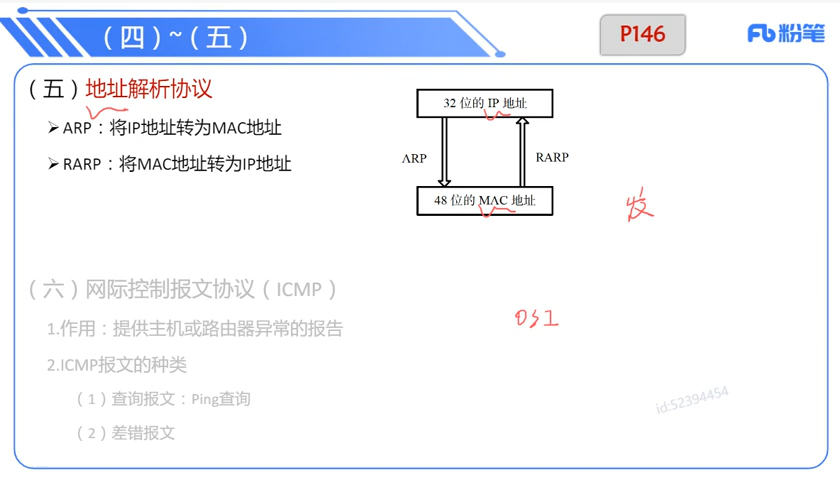 （四）~（五）
P146
粉笔
（五）地址解析协议
ARP：将IP地址转为MAC地址
RARP：将MAC地址转为IP地址
32 位的 IP 地址
ARP
RARP
48 位的 MAC 地址
发
（六）网际控制报文协议（ICMP）
1.作用：提供主机或路由器异常的报告
OSI
2.ICMP报文的种类
（1）查询报文：Ping查询
（2）差错报文
id:52394454